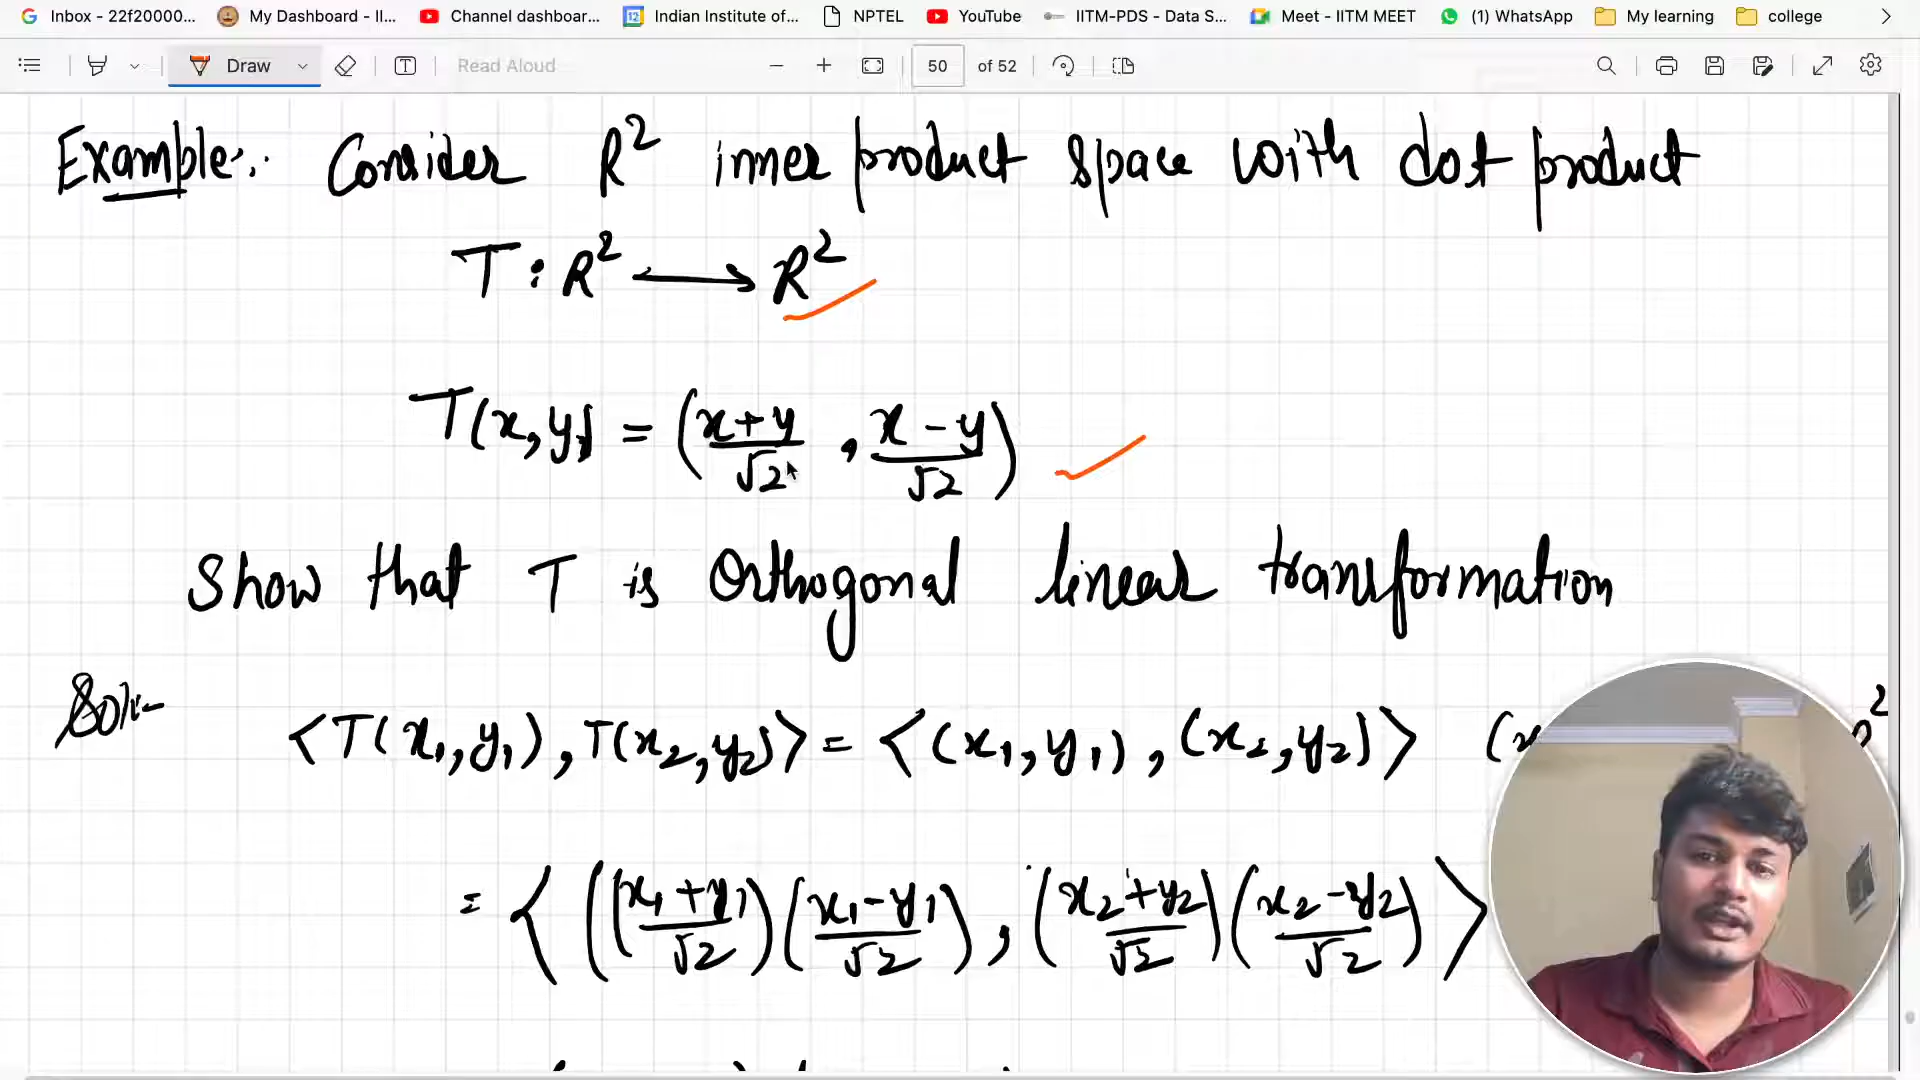 Inbox - 22f20000... My Dashboard - II... Channel dashboar... Indian Institute of... NPTEL YouTube IITM-PDS - Data S... Meet - IITM MEET (1) WhatsApp My learning college
Draw Read Aloud 50 of 52
Example:. Consider R² inner product space with dot product
T : R² ⟶ R²
T(x, y) = (x+y/√2 , x-y/√2)
Show that T is Orthogonal linear transformation
Soln-
<T(x₁, y₁), T(x₂, y₂)> = <(x₁, y₁), (x₂, y₂)>
= < ((x₁+y₁/√2)(x₁-y₁/√2), (x₂+y₂/√2)(x₂-y₂/√2) >